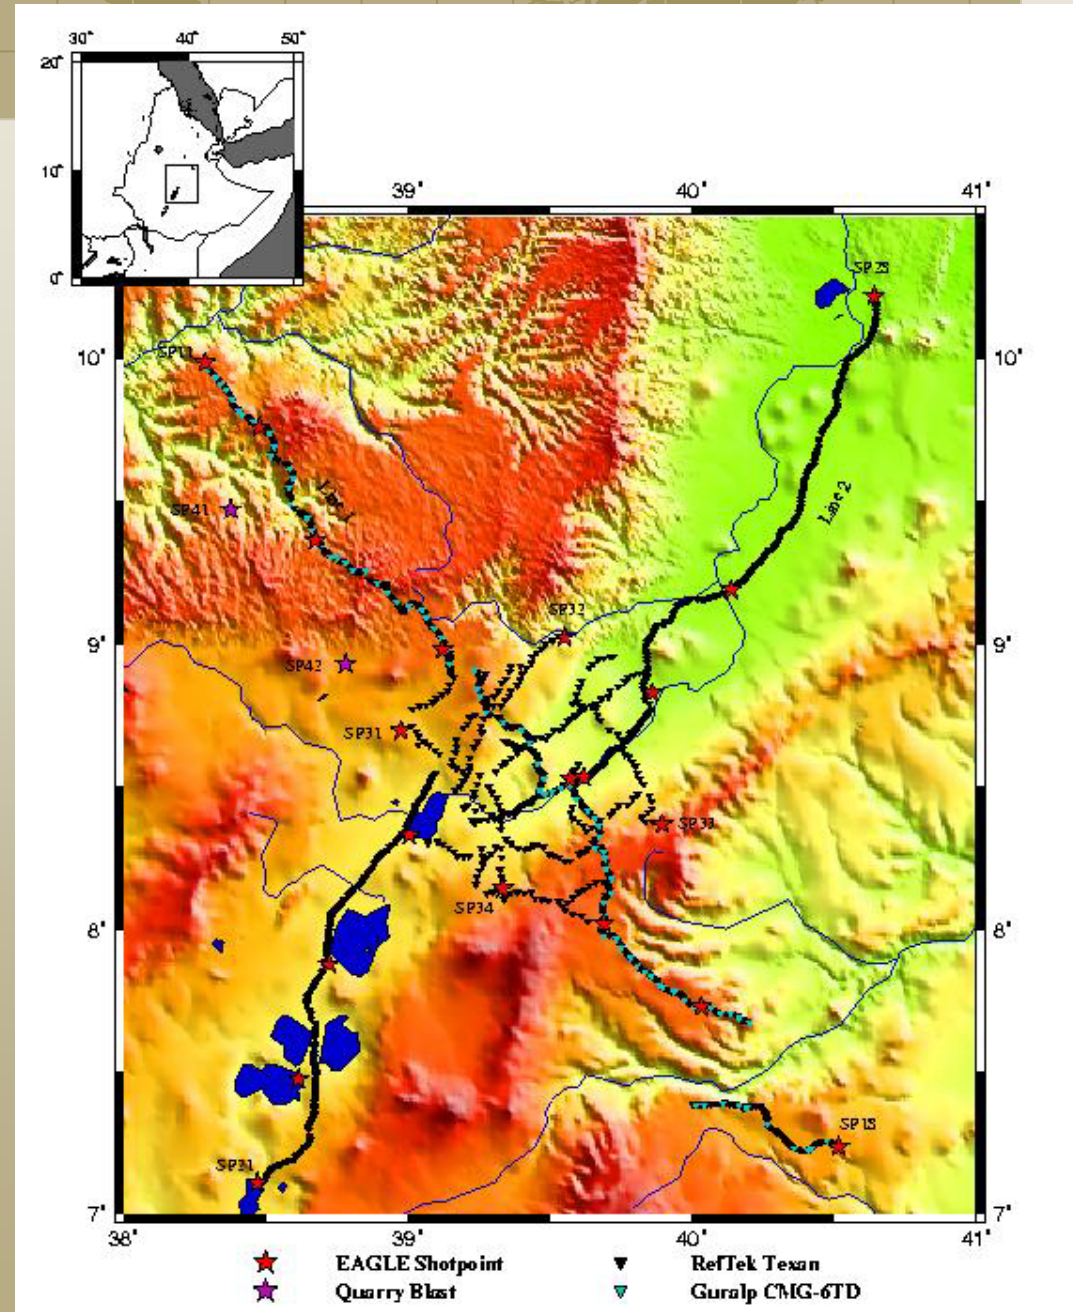 30° 40° 50°
20°
10°
0°
39° 40° 41°
SP28
10° 10°
SP11
Line 1
SP41
Line 2
SP32
9° 9°
SP42
SP31
SP33
SP34
8° 8°
SP18
SP21
7° 7°
38° 39° 40° 41°
EAGLE Shotpoint RefTek Texan
Quarry Blast Guralp CMG-6TD